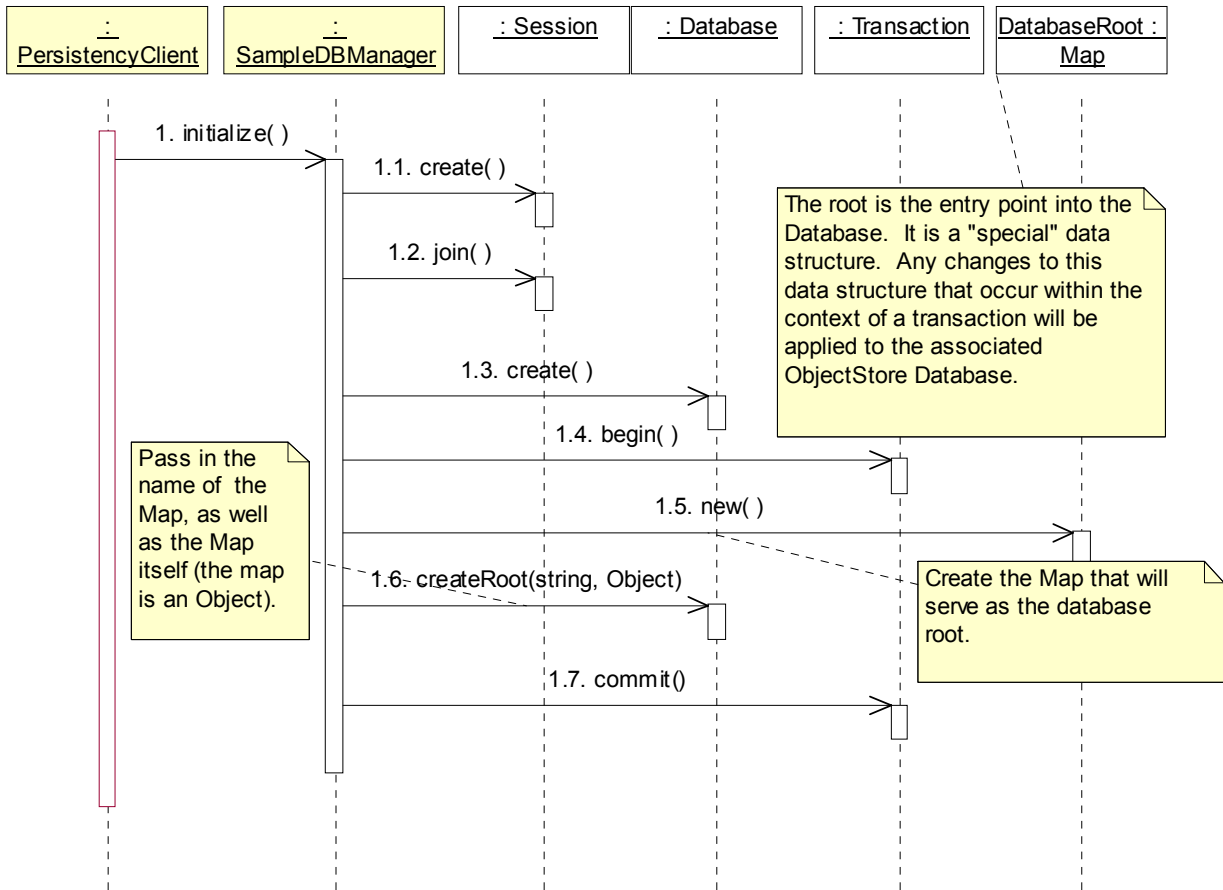 :
PersistencyClient
:
SampleDBManager
: Session
: Database
: Transaction
DatabaseRoot :
Map
1. initialize( )
1.1. create( )
1.2. join( )
The root is the entry point into the
Database. It is a "special" data
structure. Any changes to this
data structure that occur within the
context of a transaction will be
applied to the associated
ObjectStore Database.
1.3. create( )
1.4. begin( )
Pass in the
name of the
Map, as well
as the Map
itself (the map
is an Object).
1.5. new( )
1.6. createRoot(string, Object)
Create the Map that will
serve as the database
root.
1.7. commit()